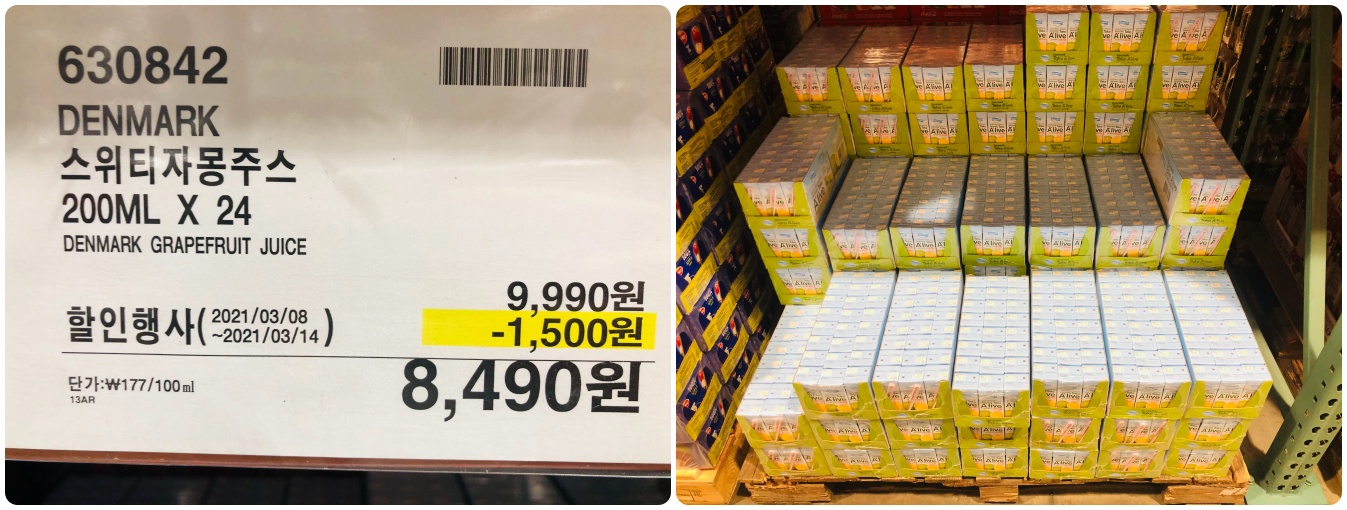 630842
DENMARK
스위티자몽주스
200ML X 24
DENMARK GRAPEFRUIT JUICE
9,990원
할인행사( 2021/03/08
~2021/03/14 )
-1,500원
8,490원
단가:₩177/100㎖
13AR
A'live